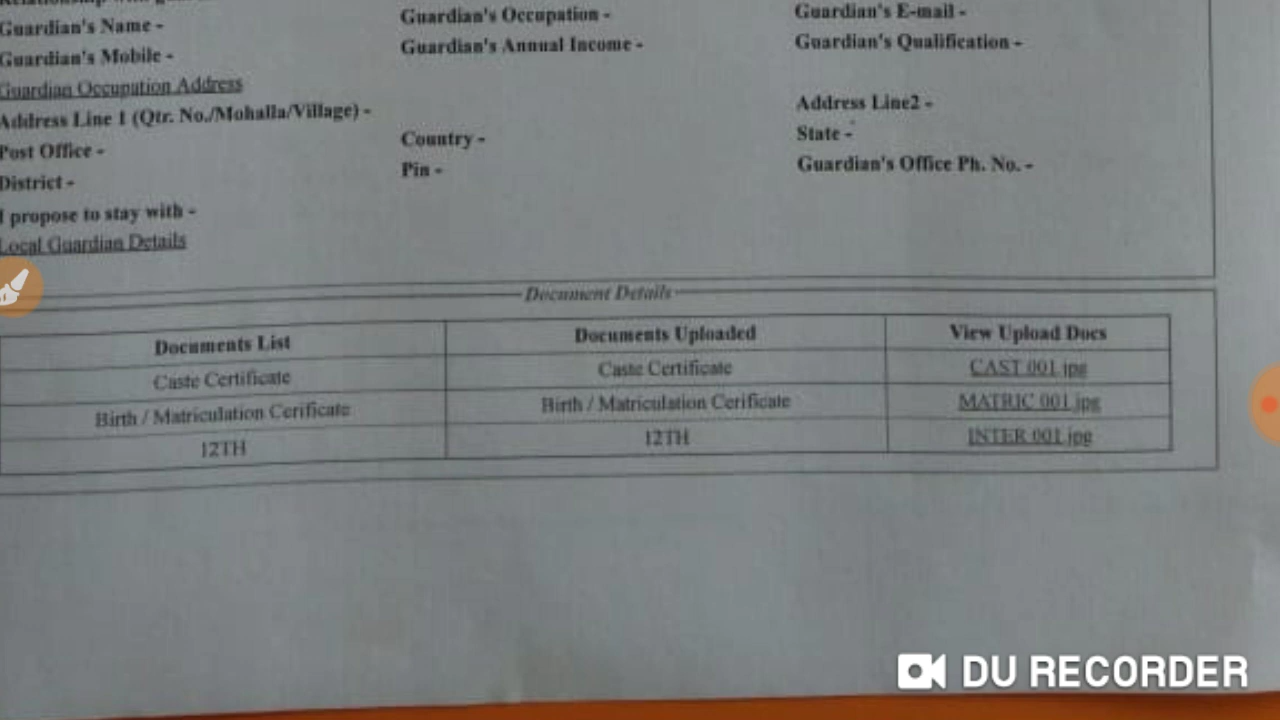 Guardian's Name - Guardian's Occupation - Guardian's E-mail -
Guardian's Mobile - Guardian's Annual Income - Guardian's Qualification -
Guardian Occupation Address
Address Line 1 (Qtr. No./Mohalla/Village) - Address Line2 -
Post Office - Country - State -
District - Pin - Guardian's Office Ph. No. -
I propose to stay with -
Local Guardian Details
Document Details
Documents List Documents Uploaded View Upload Docs
Caste Certificate Caste Certificate CAST 001.jpg
Birth / Matriculation Cerificate Birth / Matriculation Cerificate MATRIC 001.jpg
12TH 12TH INTER 001.jpg
DU RECORDER